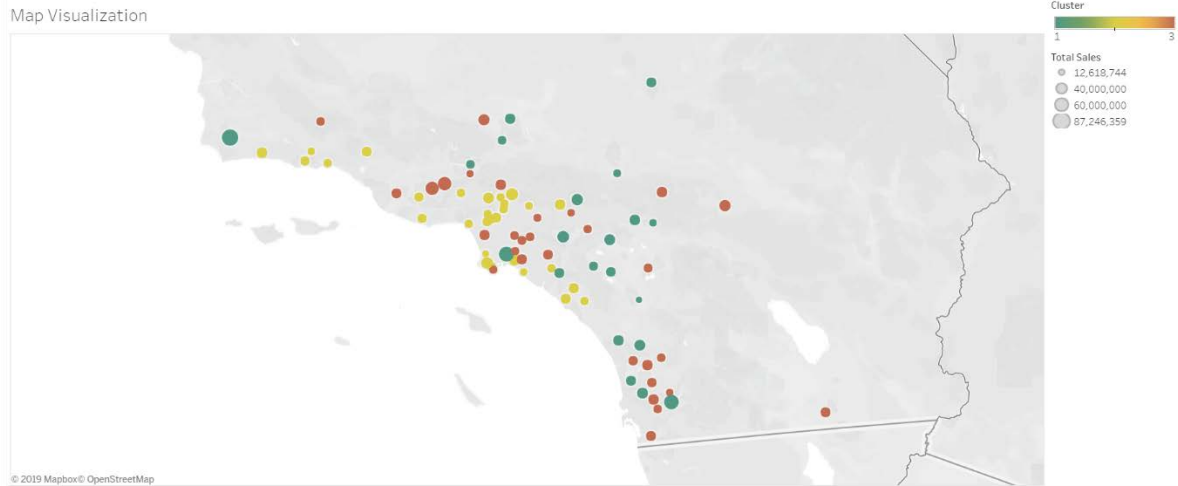 Map Visualization
Cluster
1 3
Total Sales
12,618,744
40,000,000
60,000,000
87,246,359
© 2019 Mapbox© OpenStreetMap